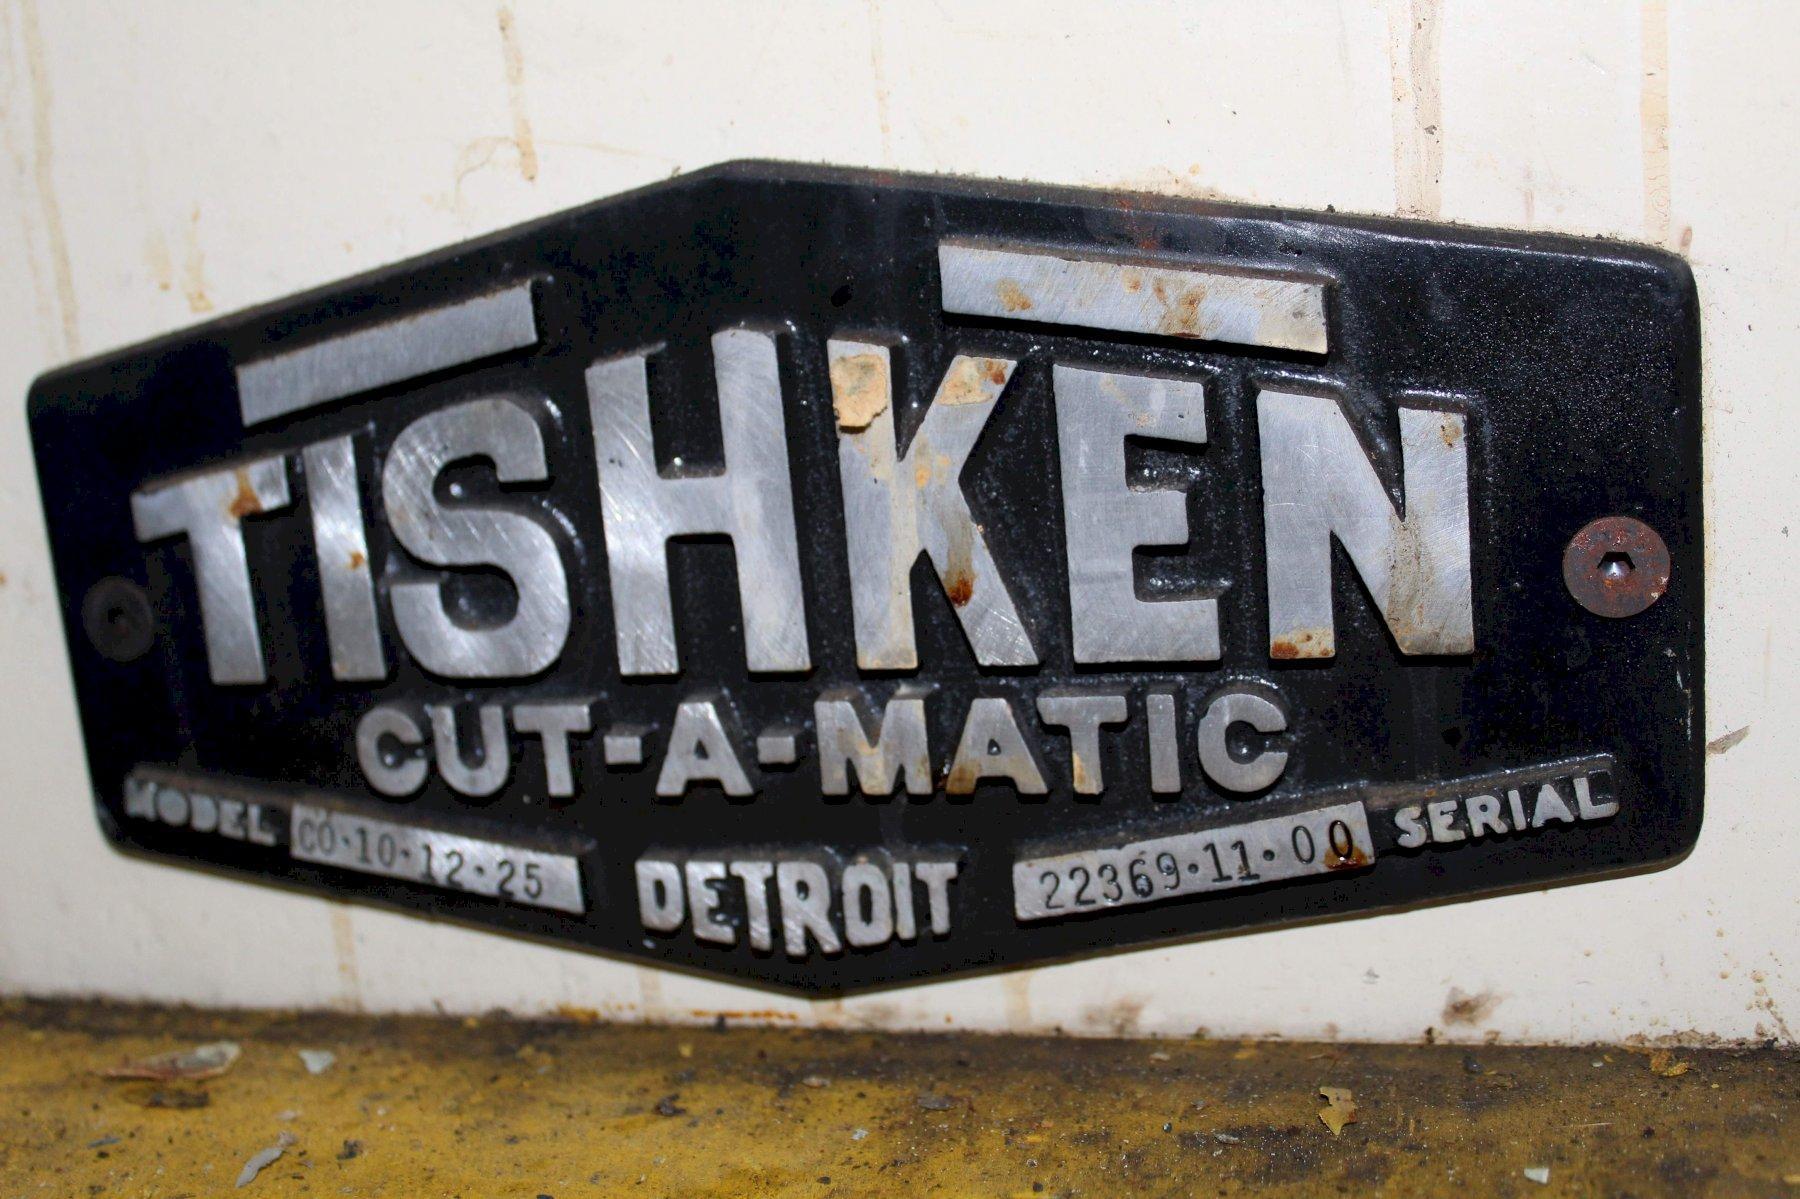 TISHKEN
CUT-A-MATIC
MODEL CO·10·12·25
DETROIT
22369·11·00 SERIAL